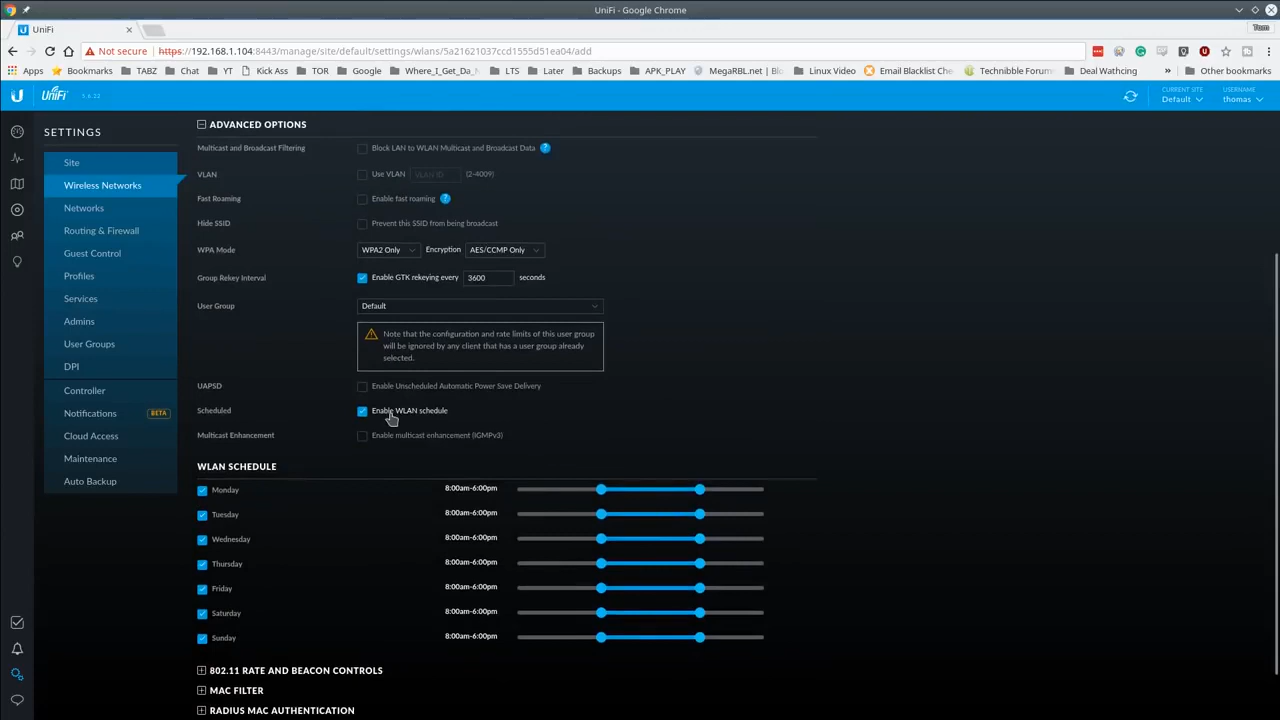 UniFi - Google Chrome
UniFi
Tom
Not secure https://192.168.1.104:8443/manage/site/default/settings/wlans/5a21621037ccd1555d51ea04/add
Apps Bookmarks TABZ Chat YT Kick Ass TOR Google Where_I_Get_Da_N LTS Later Backups APK_PLAY MegaRBL.net | Blo Linux Video Email Blacklist Che Technibble Forums Deal Wathcing » Other bookmarks
UniFi 5.6.22
CURRENT SITE
Default
USERNAME
thomas
SETTINGS
Site
Wireless Networks
Networks
Routing & Firewall
Guest Control
Profiles
Services
Admins
User Groups
DPI
Controller
Notifications BETA
Cloud Access
Maintenance
Auto Backup
ADVANCED OPTIONS
Multicast and Broadcast Filtering Block LAN to WLAN Multicast and Broadcast Data ?
VLAN Use VLAN VLAN ID (2-4009)
Fast Roaming Enable fast roaming ?
Hide SSID Prevent this SSID from being broadcast
WPA Mode WPA2 Only Encryption AES/CCMP Only
Group Rekey Interval Enable GTK rekeying every 3600 seconds
User Group Default
Note that the configuration and rate limits of this user group
will be ignored by any client that has a user group already
selected.
UAPSD Enable Unscheduled Automatic Power Save Delivery
Scheduled Enable WLAN schedule
Multicast Enhancement Enable multicast enhancement (IGMPv3)
WLAN SCHEDULE
Monday 8:00am-6:00pm
Tuesday 8:00am-6:00pm
Wednesday 8:00am-6:00pm
Thursday 8:00am-6:00pm
Friday 8:00am-6:00pm
Saturday 8:00am-6:00pm
Sunday 8:00am-6:00pm
802.11 RATE AND BEACON CONTROLS
MAC FILTER
RADIUS MAC AUTHENTICATION